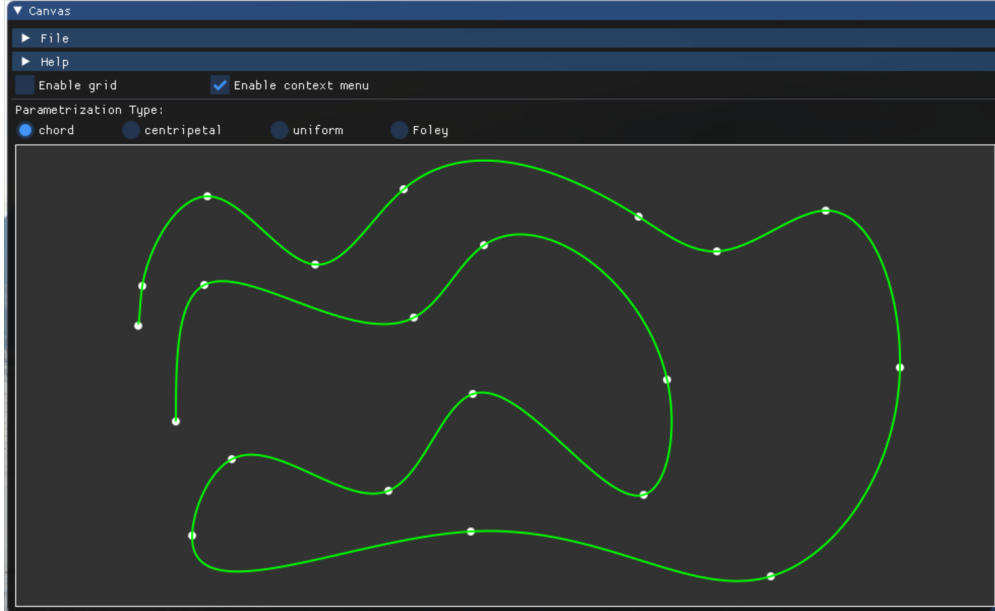 Canvas
File
Help
Enable grid Enable context menu
Parametrization Type:
chord centripetal uniform Foley